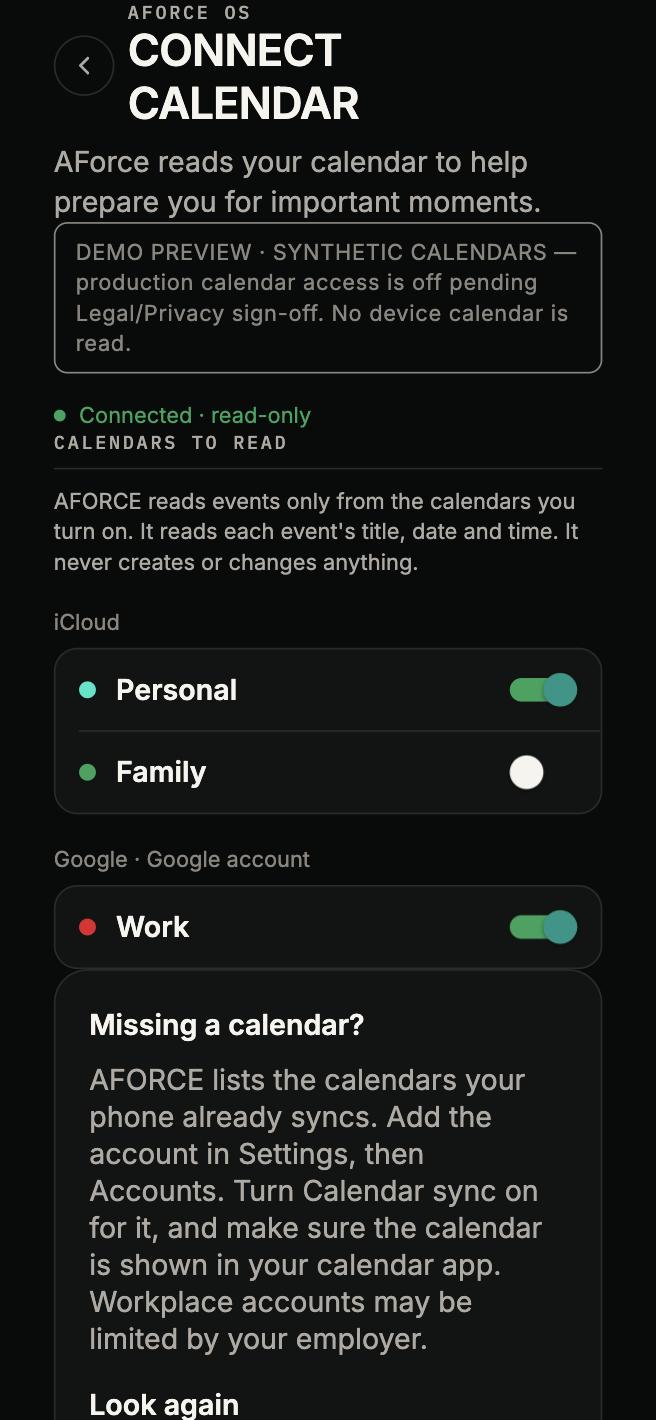 AFORCE OS
CONNECT
CALENDAR
AForce reads your calendar to help
prepare you for important moments.
DEMO PREVIEW · SYNTHETIC CALENDARS —
production calendar access is off pending
Legal/Privacy sign-off. No device calendar is
read.
Connected · read-only
CALENDARS TO READ
AFORCE reads events only from the calendars you
turn on. It reads each event's title, date and time. It
never creates or changes anything.
iCloud
Personal
Family
Google · Google account
Work
Missing a calendar?
AFORCE lists the calendars your
phone already syncs. Add the
account in Settings, then
Accounts. Turn Calendar sync on
for it, and make sure the calendar
is shown in your calendar app.
Workplace accounts may be
limited by your employer.
Look again